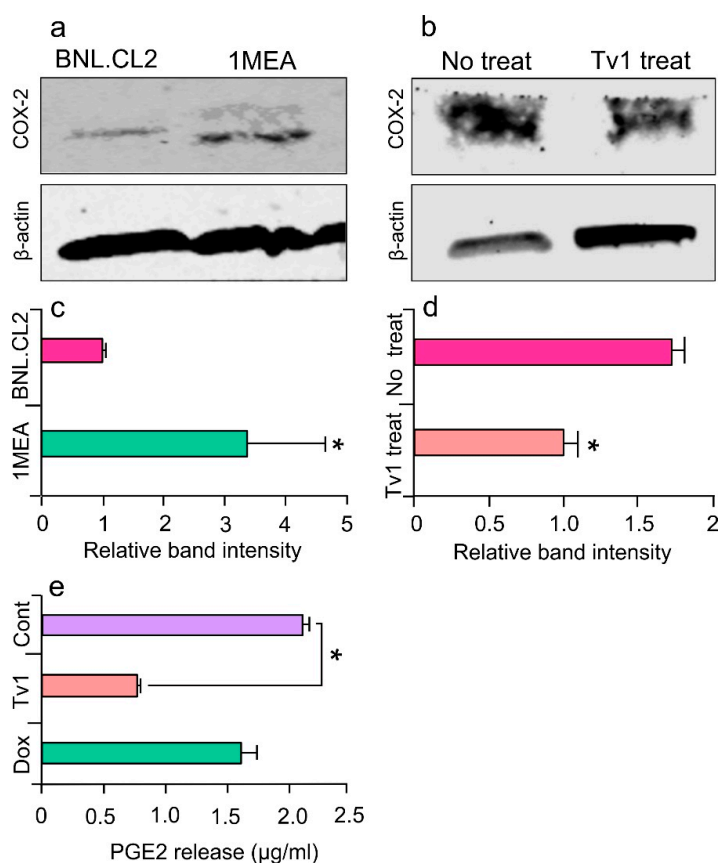 a
BNL.CL2 1MEA
COX-2
β-actin
b
No treat Tv1 treat
COX-2
β-actin
c
BNL.CL2
1MEA
*
0 1 2 3 4 5
Relative band intensity
d
No treat
Tv1 treat
*
0 0.5 1.0 1.5 2
Relative band intensity
e
Cont
Tv1
Dox
*
0 0.5 1.0 1.5 2.0 2.5
PGE2 release (µg/ml)